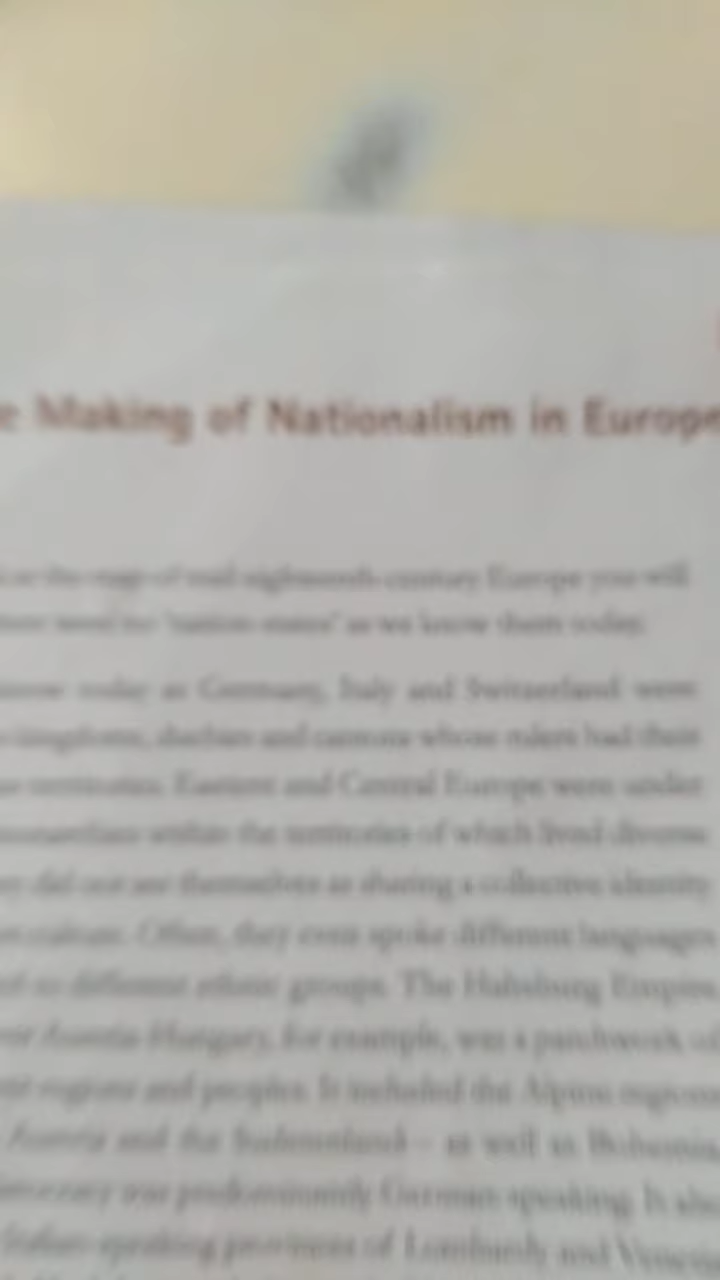 Making of Nationalism in Europe
the map of mid eighteenth-century Europe you will
'nation-states' as we know them today.
today as Germany, Italy and Switzerland were
kingdoms, duchies and cantons whose rulers had their
territories. Eastern and Central Europe were under
monarchies within the territories of which lived diverse
did not see themselves as sharing a collective identity
culture. Often, they even spoke different languages
to different ethnic groups. The Habsburg Empire
Austria-Hungary, for example, was a patchwork of
regions and peoples. It included the Alpine regions
Austria and the Sudetenland – as well as Bohemia,
was predominantly German-speaking. It also
Italian-speaking provinces of Lombardy and Venetia